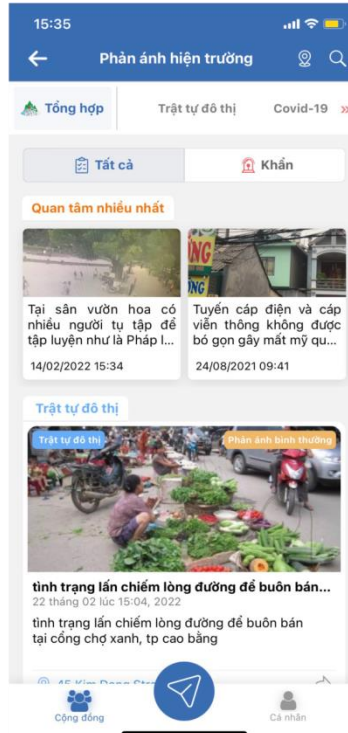 15:35
Phản ánh hiện trường
Tổng hợp
Trật tự đô thị
Covid-19 »
Tất cả
Khẩn
Quan tâm nhiều nhất
Tại sân vườn hoa có
nhiều người tụ tập để
tập luyện như là Pháp l...
14/02/2022 15:34
Tuyến cáp điện và cáp
viễn thông không được
bó gọn gây mất mỹ qu...
24/08/2021 09:41
Trật tự đô thị
Trật tự đô thị
Phản ánh bình thường
tình trạng lấn chiếm lòng đường để buôn bán...
22 tháng 02 lúc 15:04, 2022
tình trạng lấn chiếm lòng đường để buôn bán
tại cổng chợ xanh, tp cao bằng
45 Kim Dong
Cộng đồng
Cá nhân